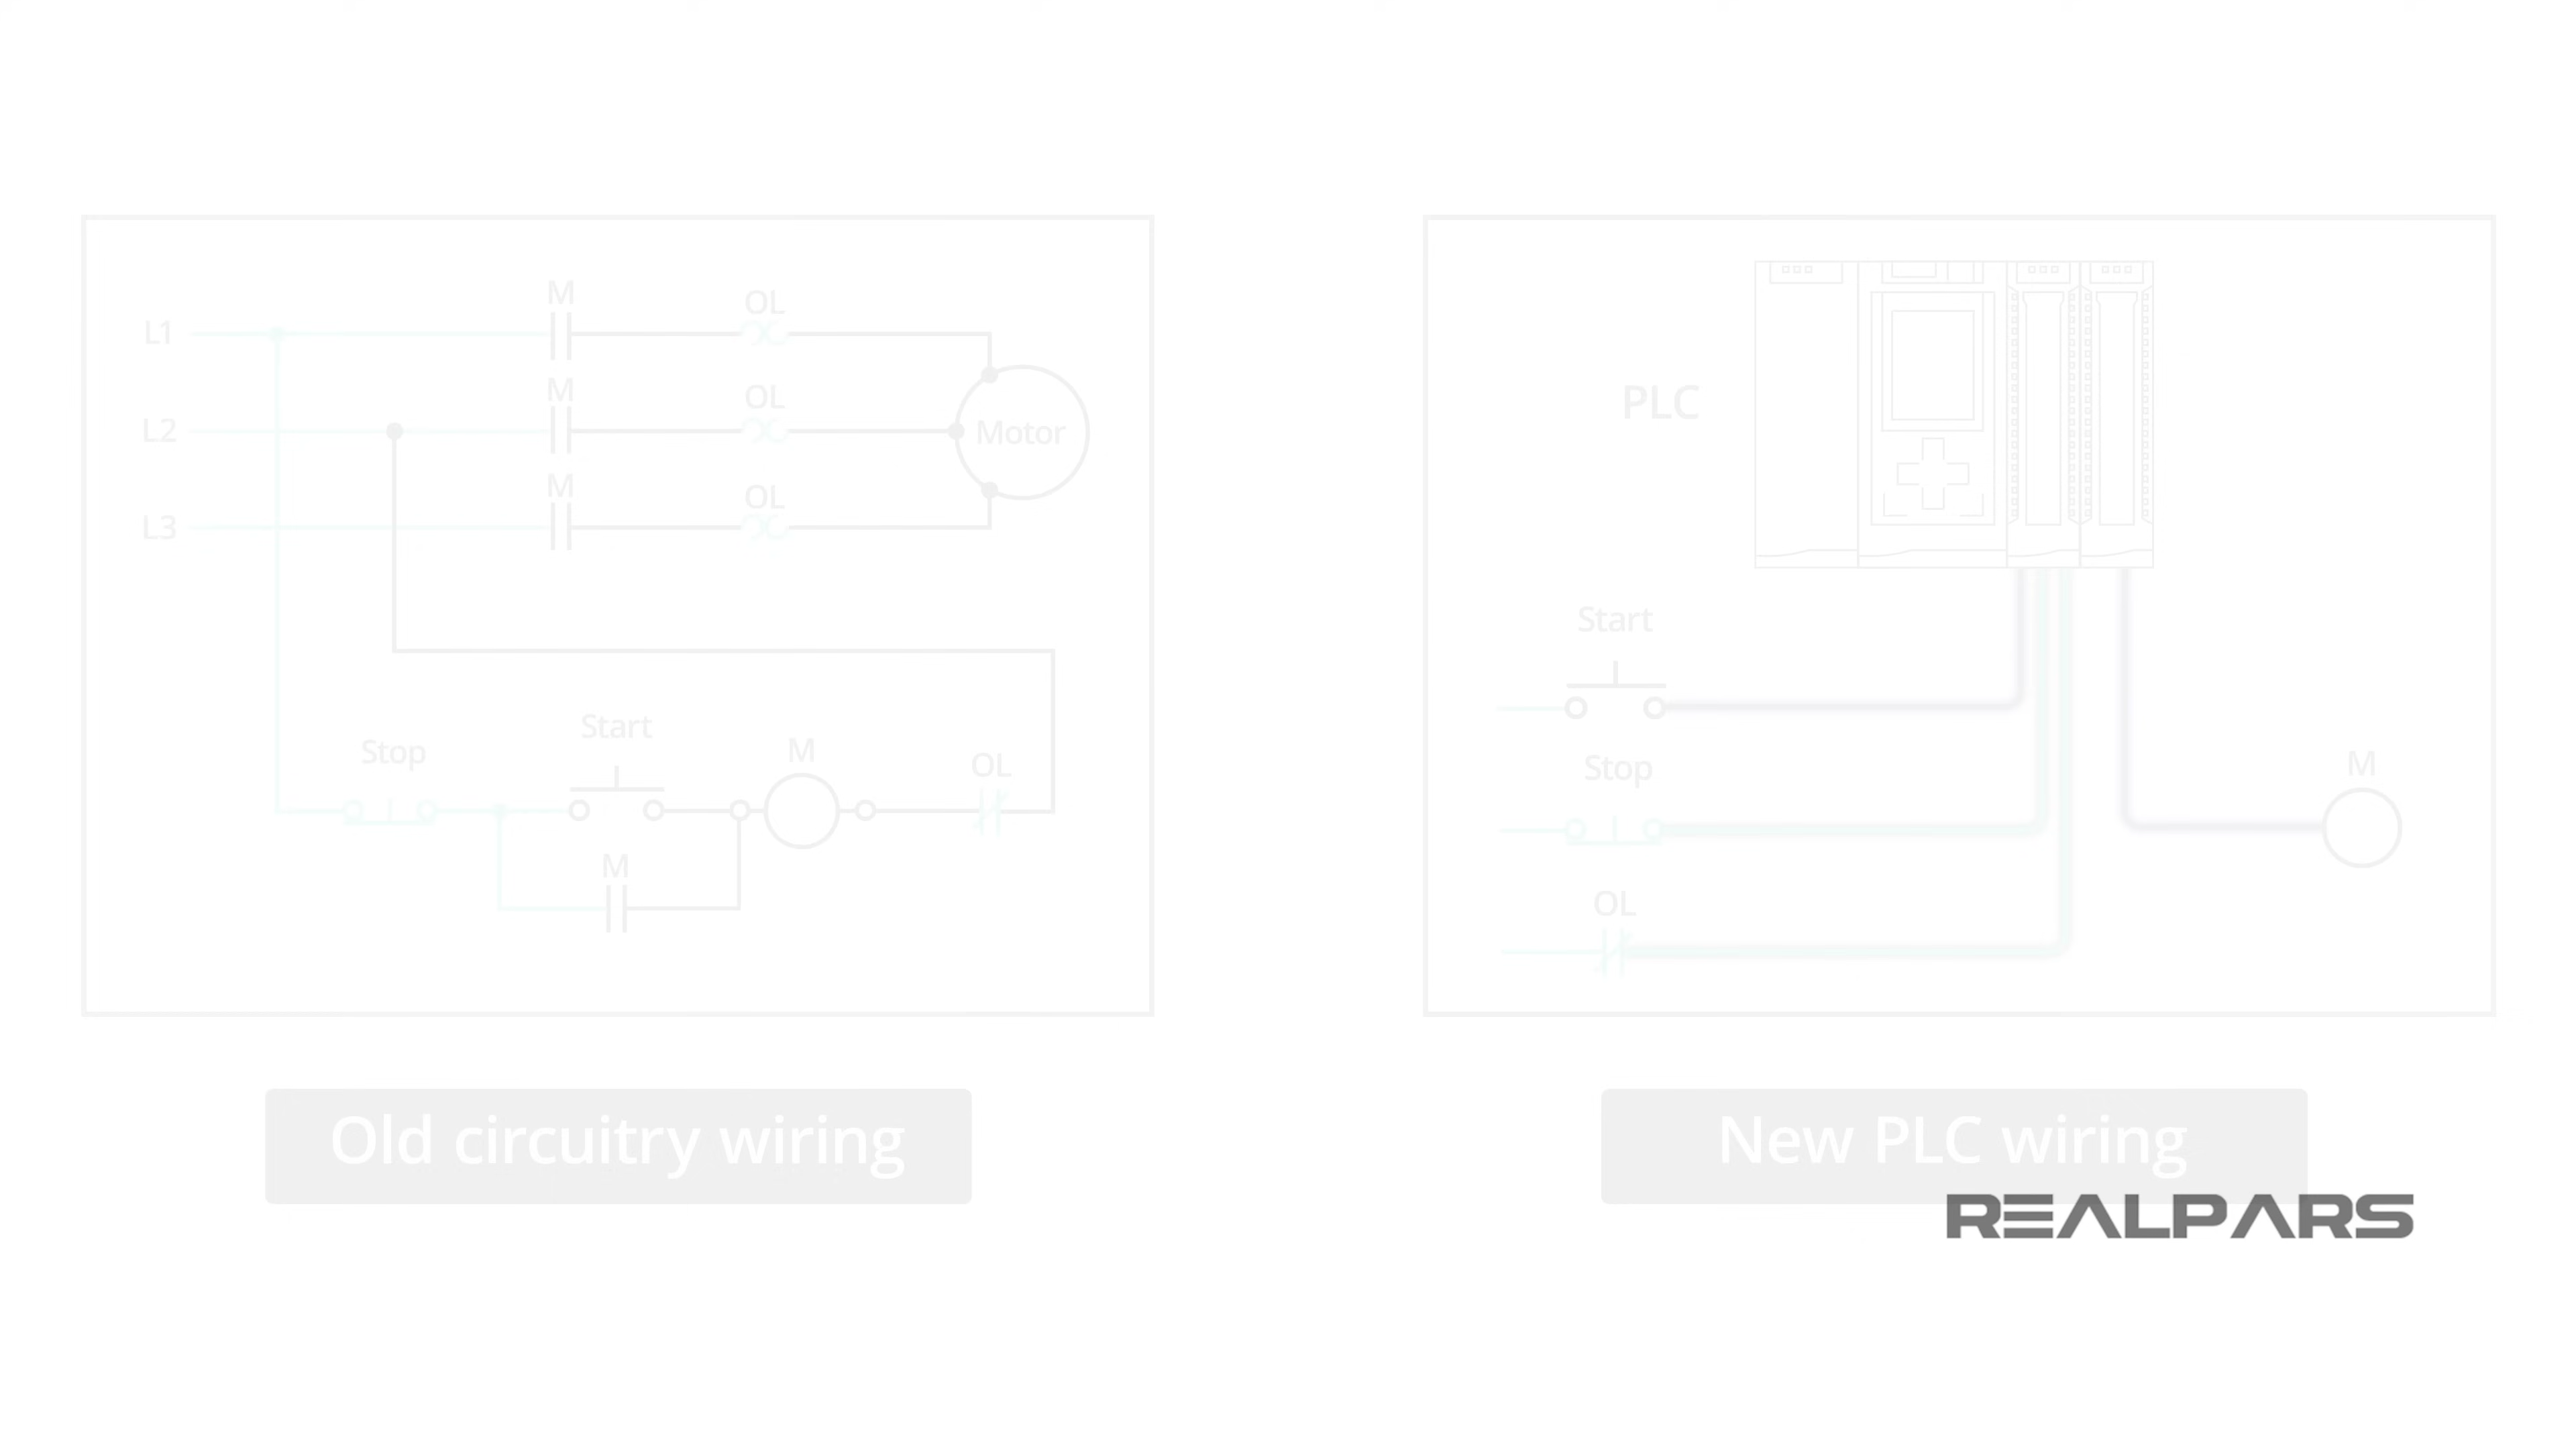 M
OL
L1
M
OL
L2
Motor
M
OL
L3
Start
Stop
M
OL
M
Old circuitry wiring
PLC
Start
Stop
M
OL
New PLC wiring
REALPARS